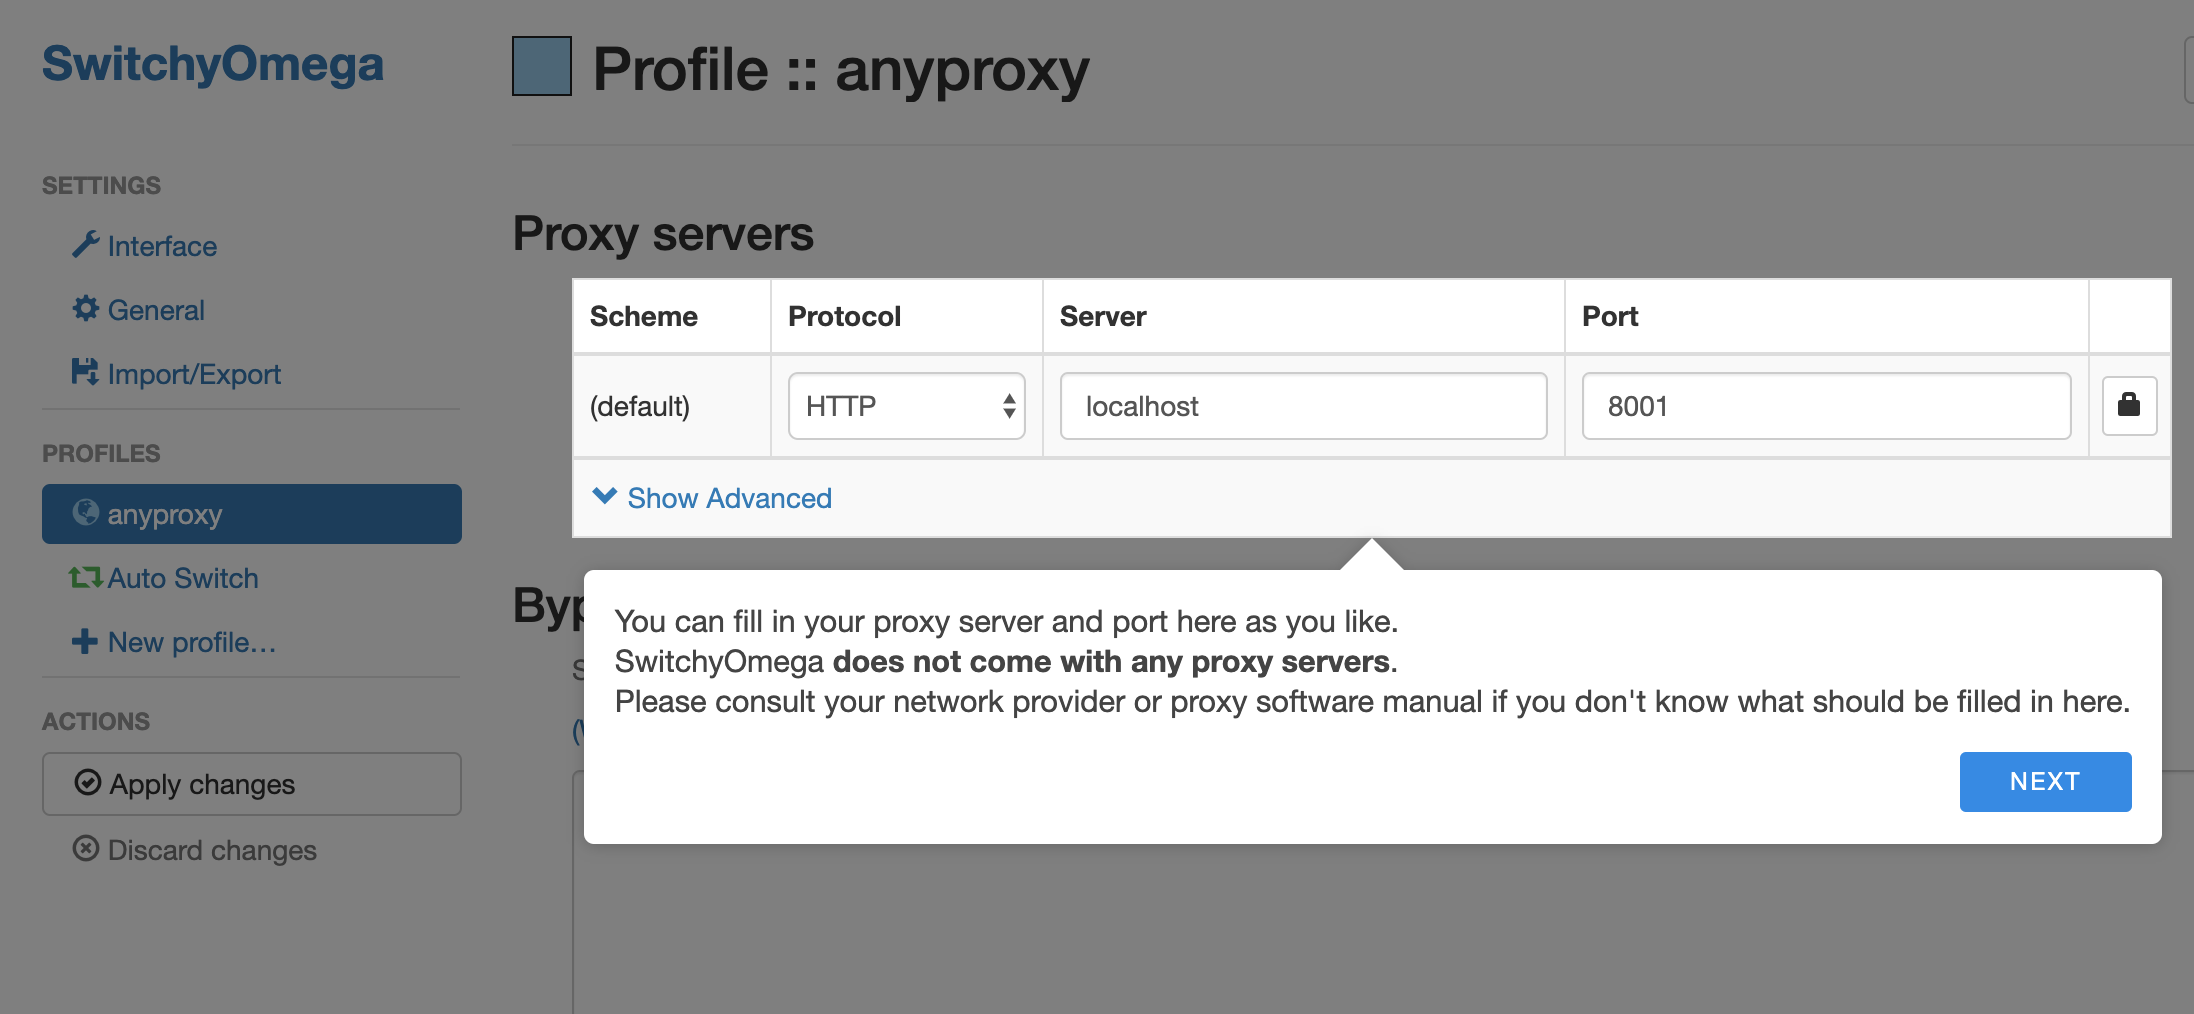 SwitchyOmega
Profile :: anyproxy
SETTINGS
Interface
General
Import/Export
PROFILES
anyproxy
Auto Switch
New profile…
ACTIONS
Apply changes
Discard changes
Proxy servers
Scheme Protocol Server Port
(default) HTTP localhost 8001
Show Advanced
You can fill in your proxy server and port here as you like.
SwitchyOmega does not come with any proxy servers.
Please consult your network provider or proxy software manual if you don't know what should be filled in here.
NEXT